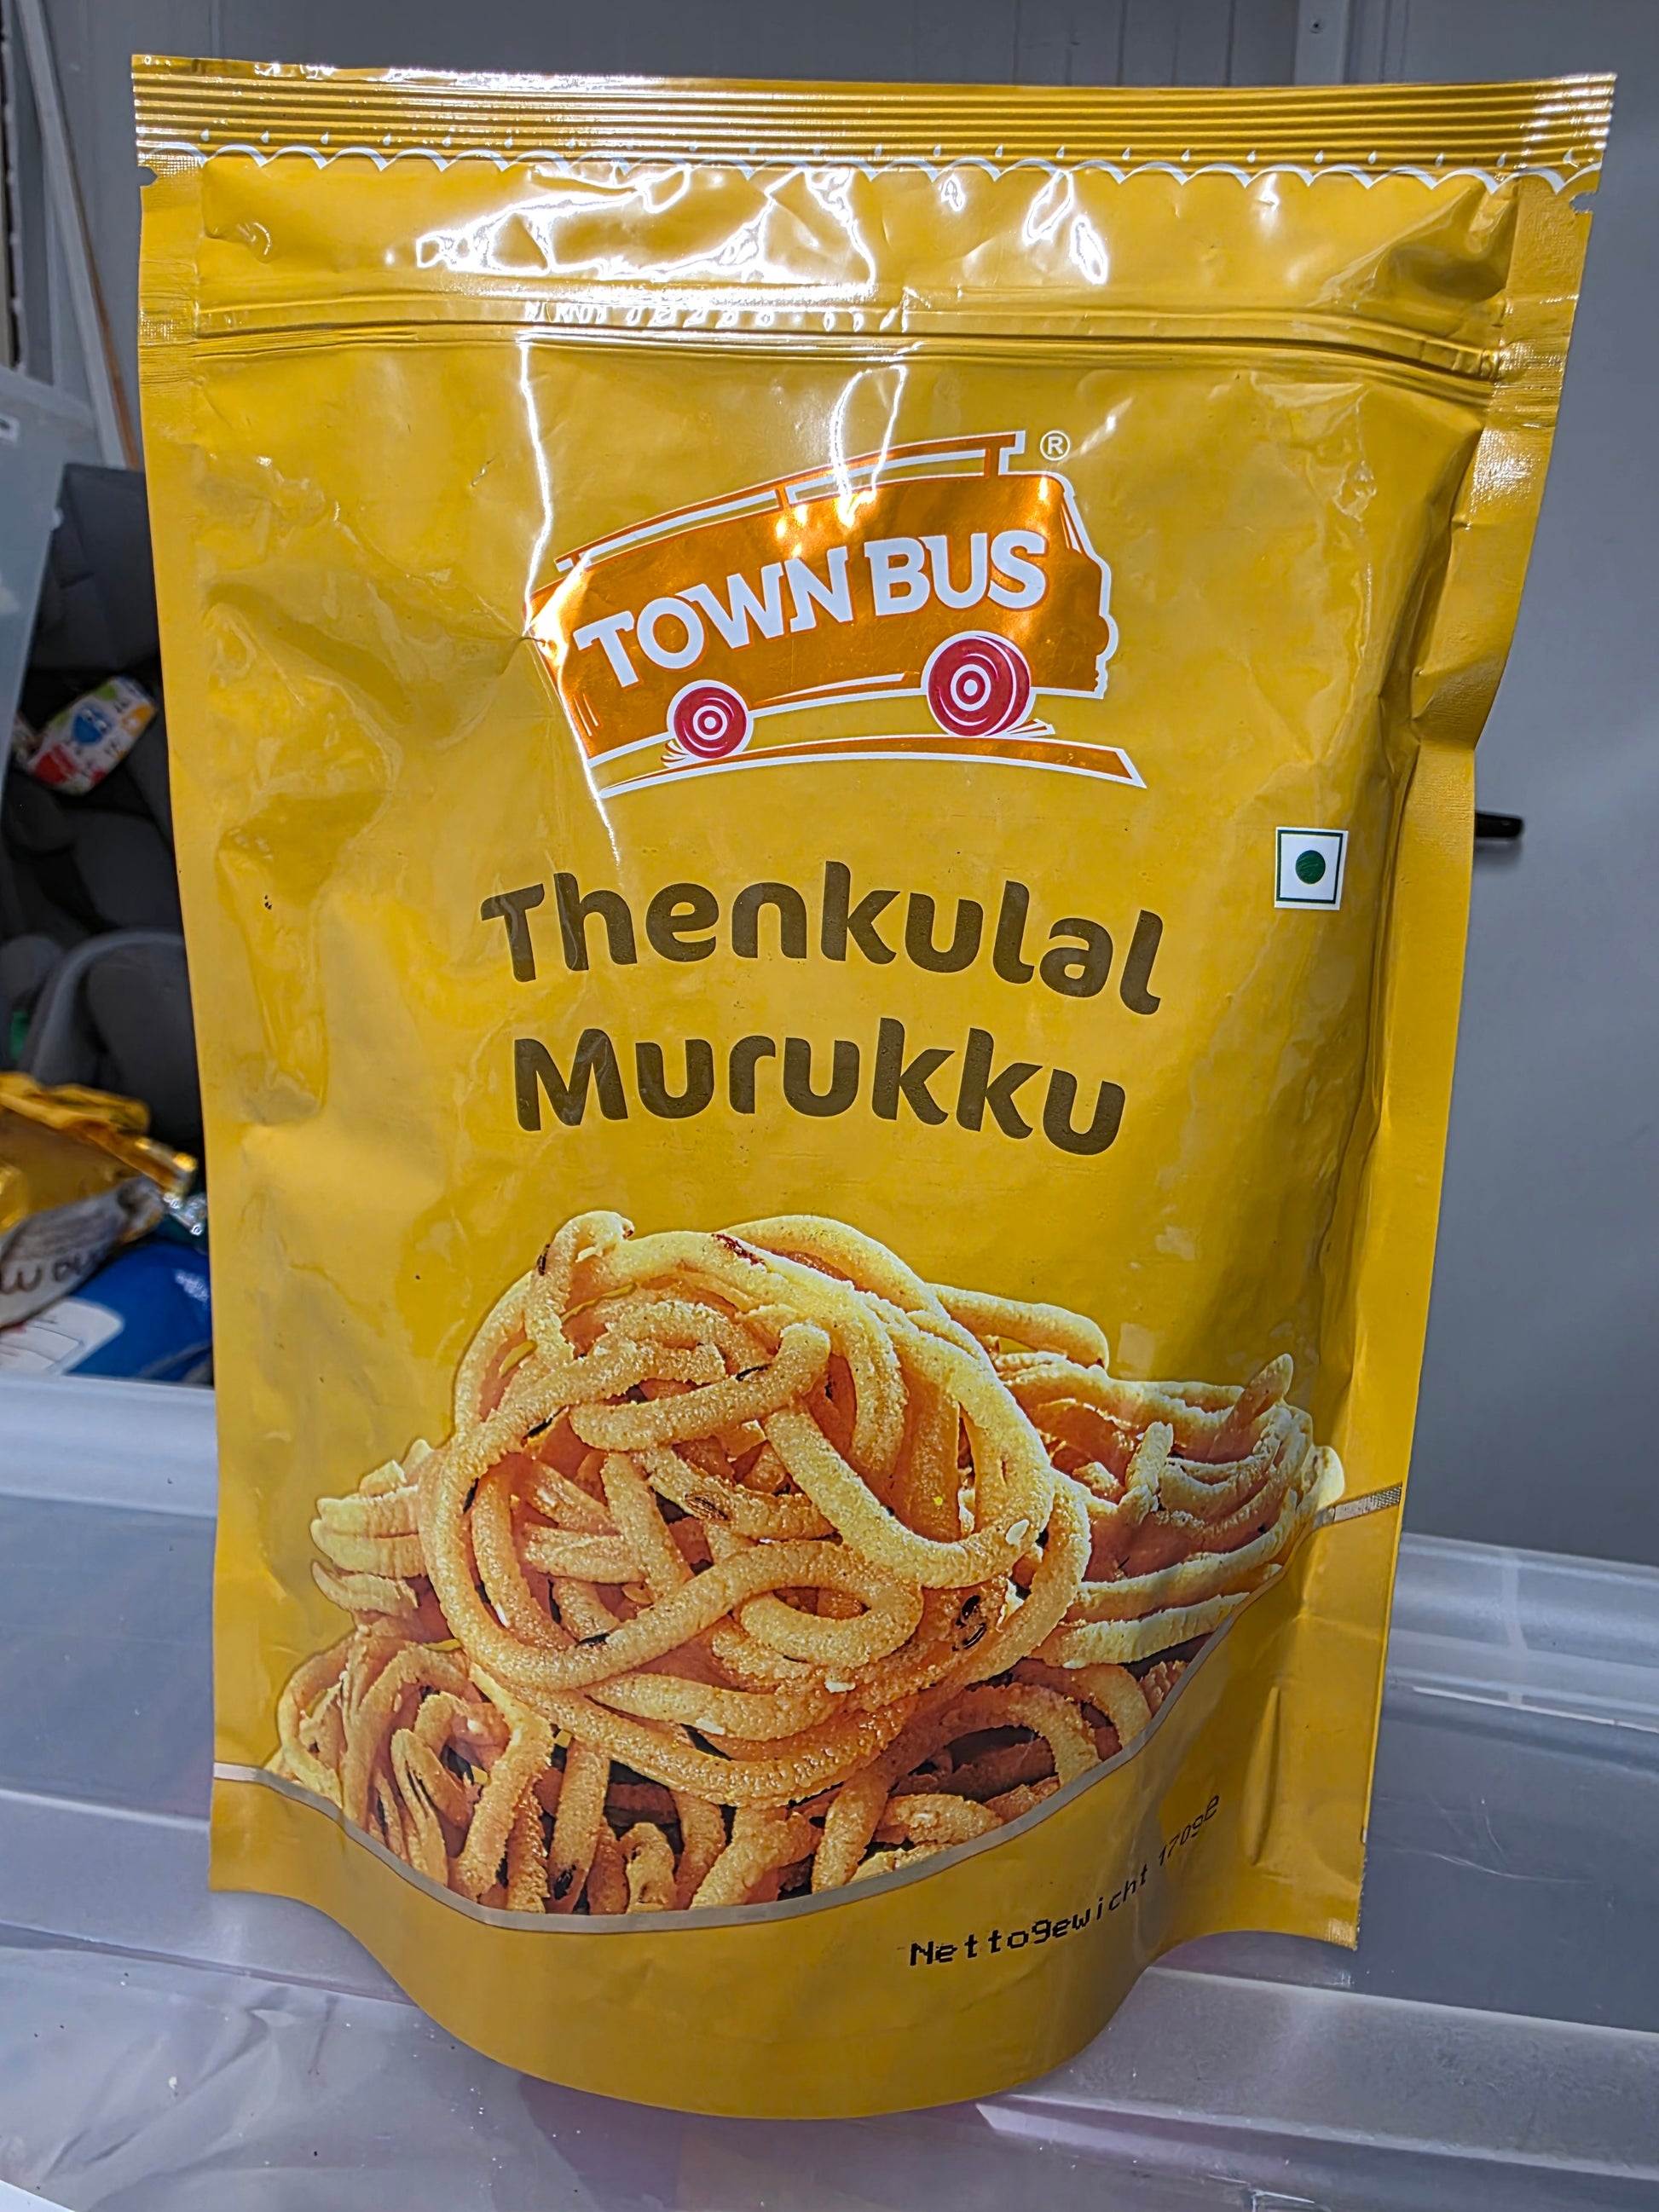 TOWN BUS ®
Thenkulal
Murukku
Nettogewicht 170g℮